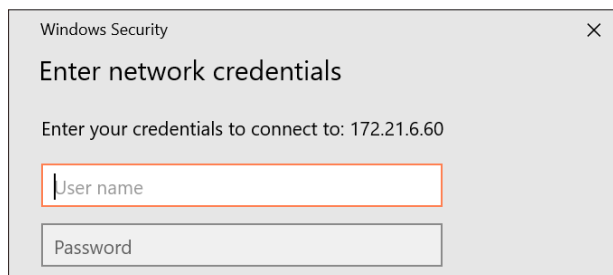 Windows Security
Enter network credentials
Enter your credentials to connect to: 172.21.6.60
User name
Password